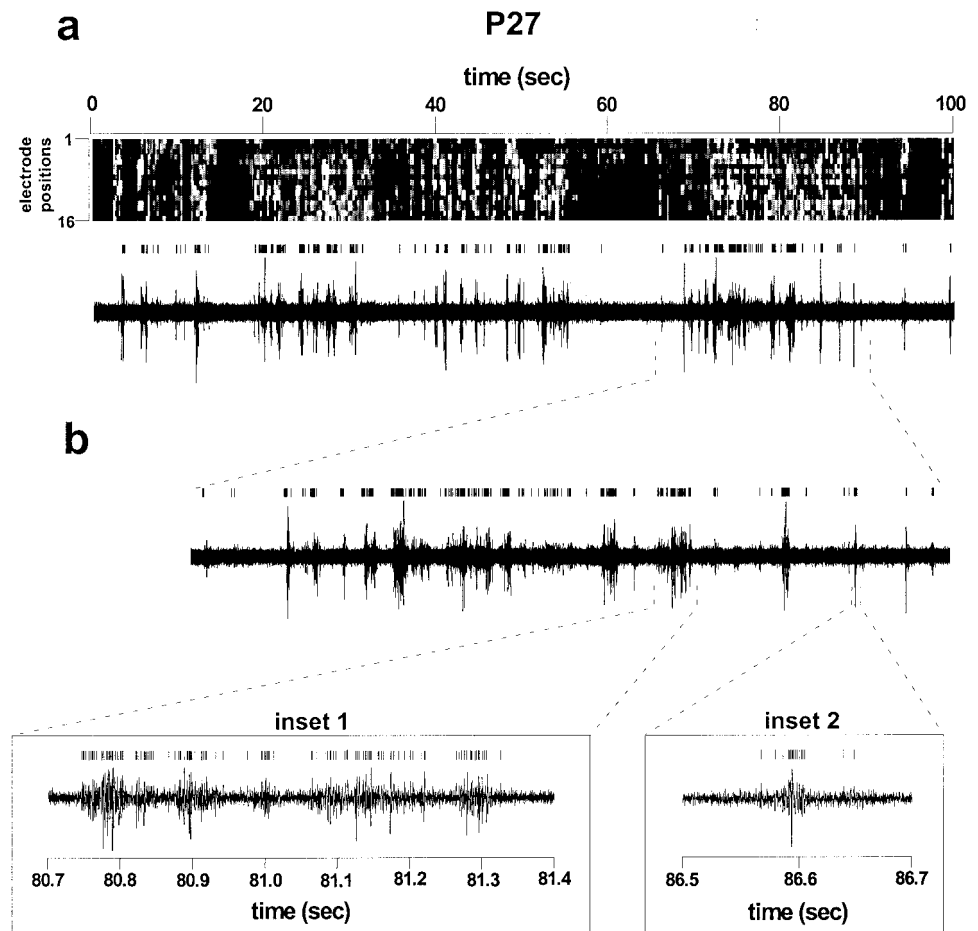 a
P27
time (sec)
0 20 40 60 80 100
electrode
positions
1
16
b
inset 1
80.7 80.8 80.9 81.0 81.1 81.2 81.3 81.4
time (sec)
inset 2
86.5 86.6 86.7
time (sec)